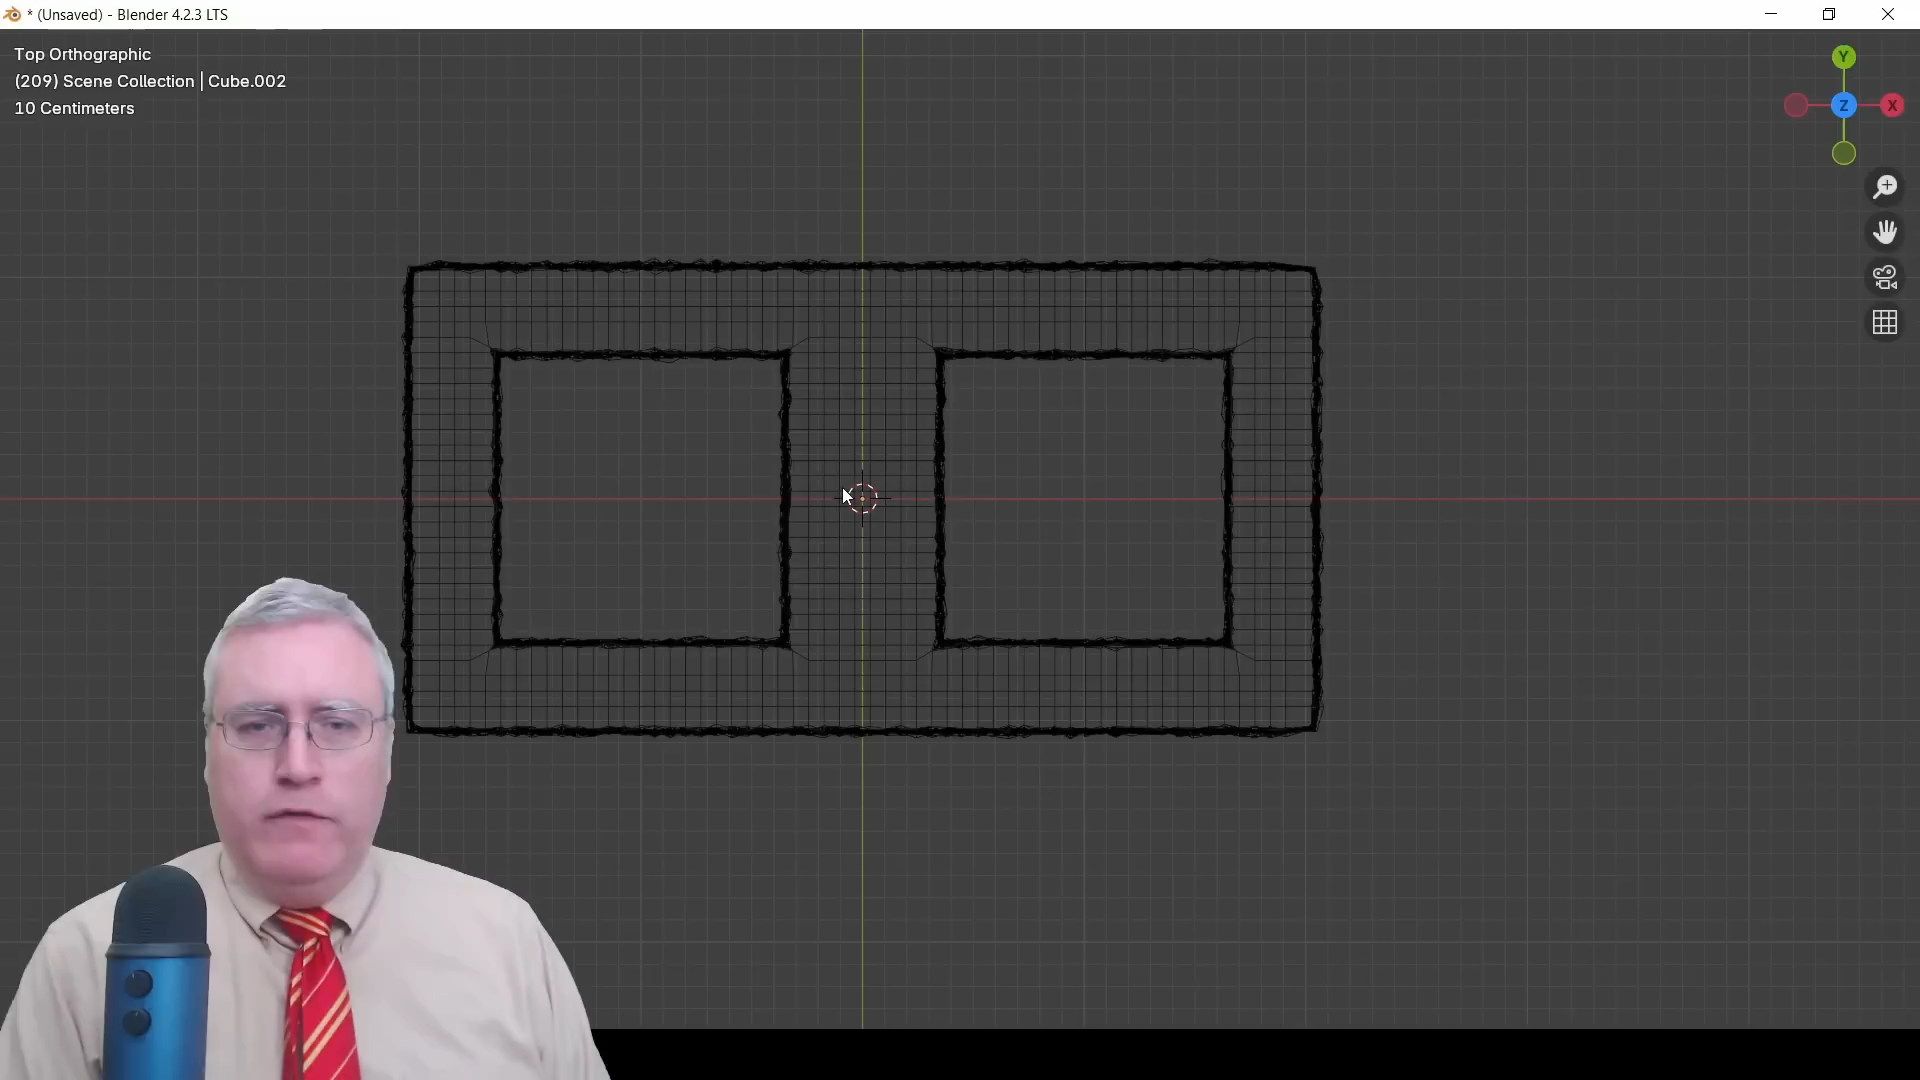 * (Unsaved) - Blender 4.2.3 LTS
Top Orthographic
(209) Scene Collection | Cube.002
10 Centimeters
Y
Z
X